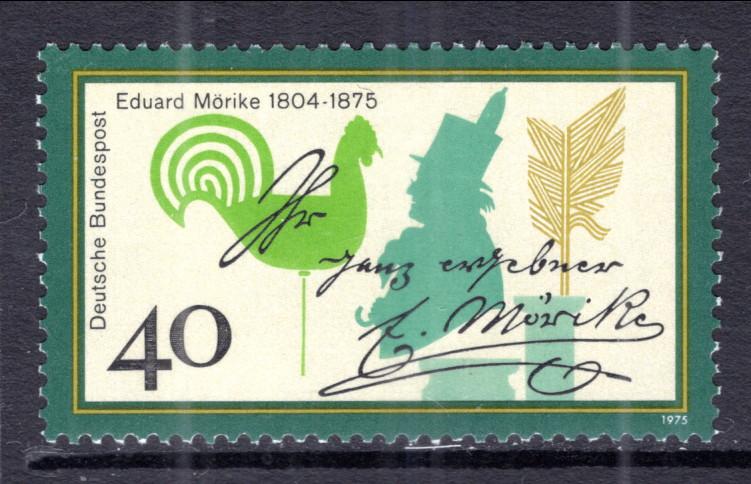 Eduard Mörike 1804-1875
Deutsche Bundespost
Ihr
ganz ergebner
E. Mörike
40
1975